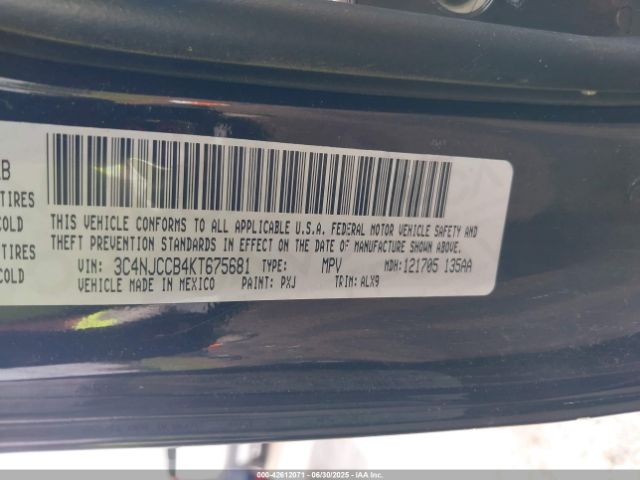 LB
TIRES
COLD
TIRES
COLD
THIS VEHICLE CONFORMS TO ALL APPLICABLE U.S.A. FEDERAL MOTOR VEHICLE SAFETY AND
THEFT PREVENTION STANDARDS IN EFFECT ON THE DATE OF MANUFACTURE SHOWN ABOVE.
VIN: 3C4NJCCB4KT675681 TYPE: MPV MDH:121705 135AA
VEHICLE MADE IN MEXICO PAINT: PXJ TRIM: ALX9
000-42612071 - 06/30/2025 - IAA Inc.